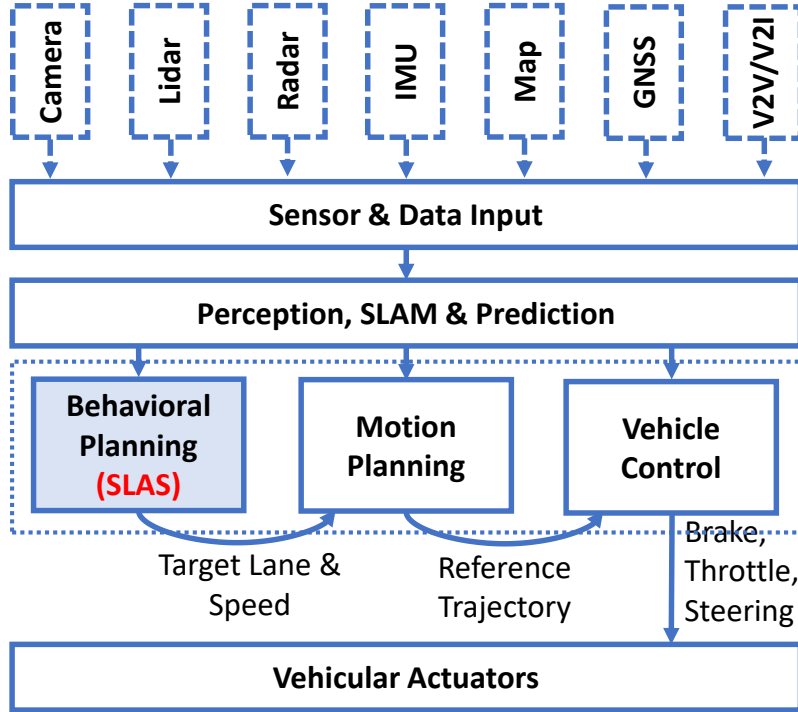 Camera
Lidar
Radar
IMU
Map
GNSS
V2V/V2I
Sensor & Data Input
Perception, SLAM & Prediction
Behavioral
Planning
(SLAS)
Motion
Planning
Vehicle
Control
Target Lane &
Speed
Reference
Trajectory
Brake,
Throttle,
Steering
Vehicular Actuators